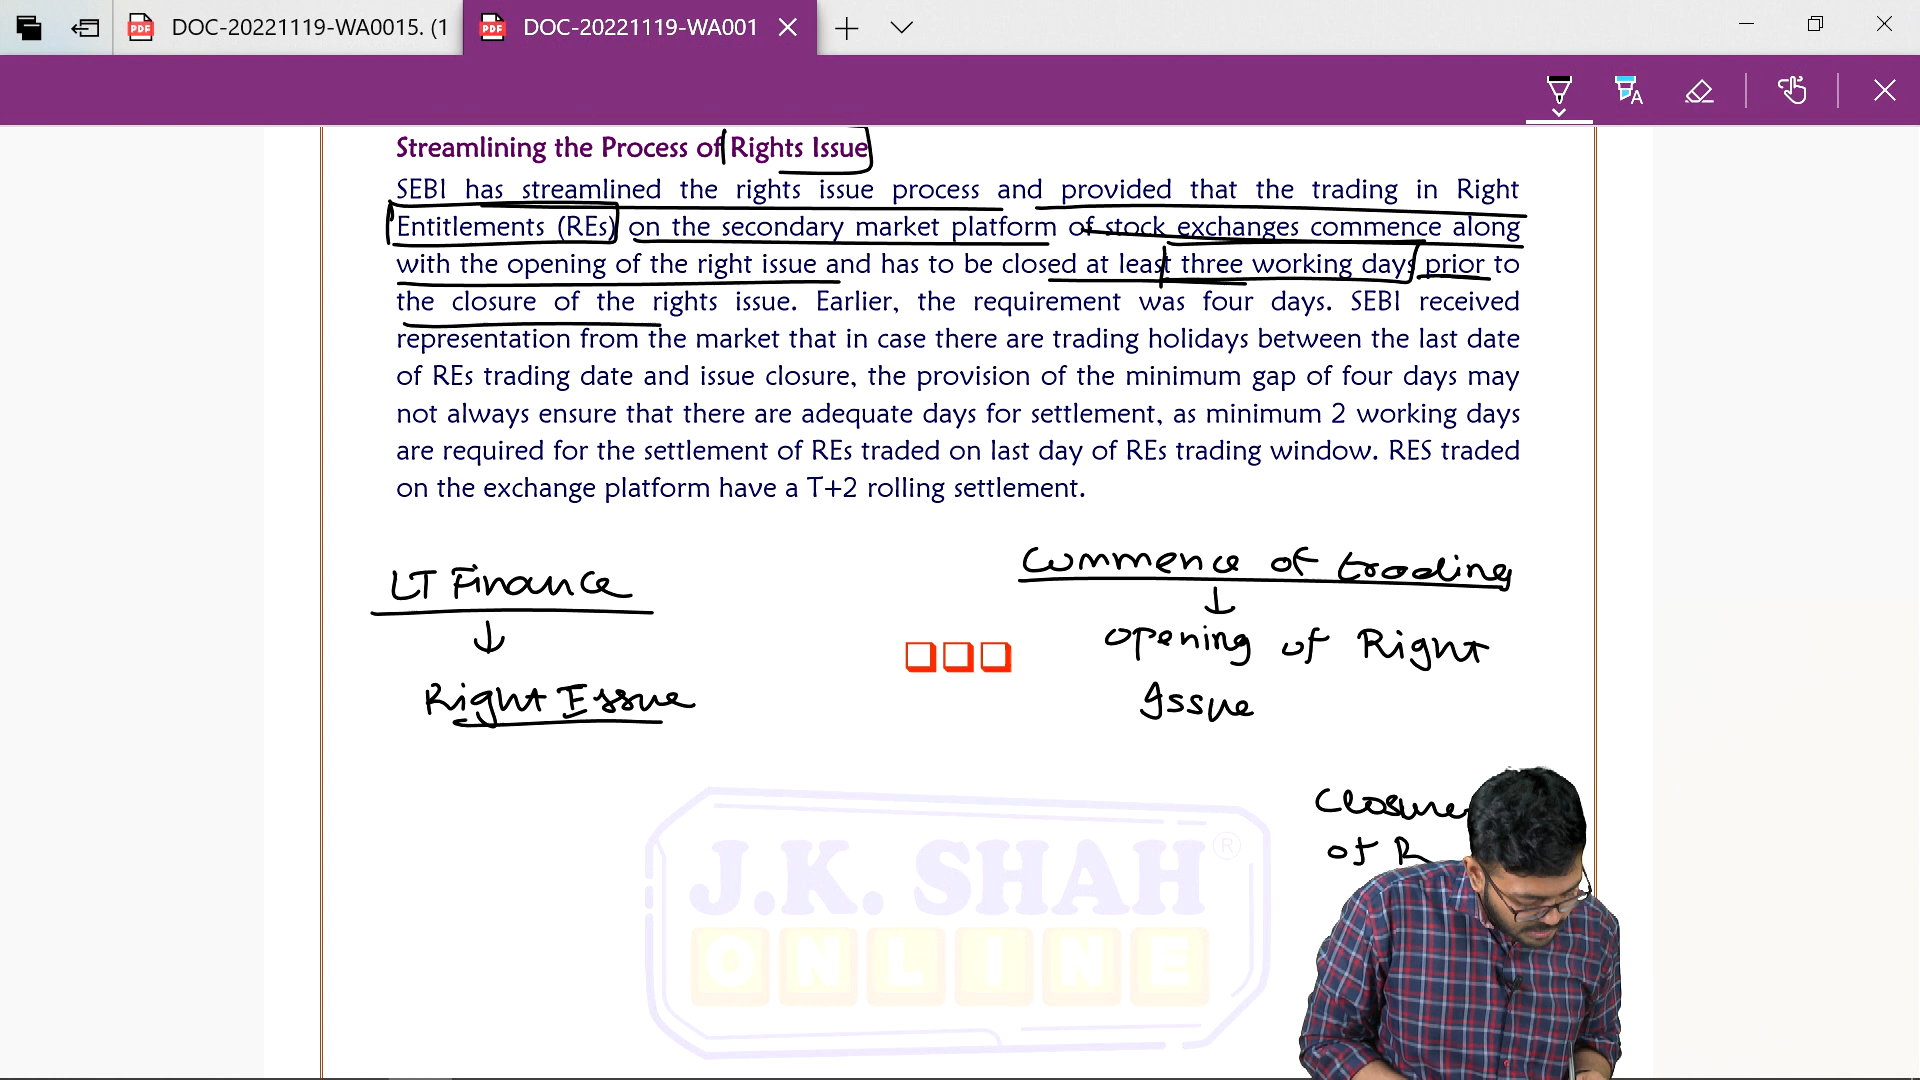 DOC-20221119-WA0015. (1
DOC-20221119-WA001
Streamlining the Process of Rights Issue
SEBI has streamlined the rights issue process and provided that the trading in Right
Entitlements (REs) on the secondary market platform of stock exchanges commence along
with the opening of the right issue and has to be closed at least three working days prior to
the closure of the rights issue. Earlier, the requirement was four days. SEBI received
representation from the market that in case there are trading holidays between the last date
of REs trading date and issue closure, the provision of the minimum gap of four days may
not always ensure that there are adequate days for settlement, as minimum 2 working days
are required for the settlement of REs traded on last day of REs trading window. RES traded
on the exchange platform have a T+2 rolling settlement.
LT Finance
↓
Right Issue
Commence of trading
↓
opening of Right
Issue
Closure
of R
J.K. SHAH®
ONLINE